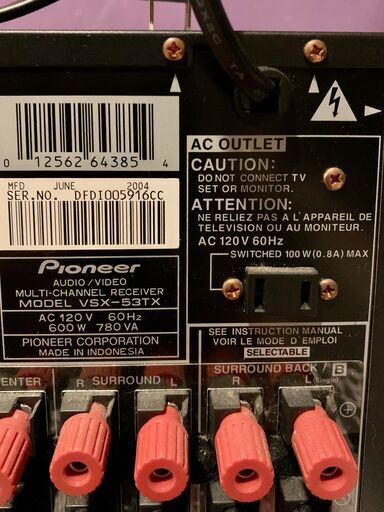 0 12562 64385 4
MFD JUNE 2004
SER.NO. DFDI005916CC
Pioneer
AUDIO/VIDEO
MULTI-CHANNEL RECEIVER
MODEL VSX-53TX
AC 120 V 60 Hz
600 W 780 VA
PIONEER CORPORATION
MADE IN INDONESIA
AC OUTLET
CAUTION:
DO NOT CONNECT TV
SET OR MONITOR.
ATTENTION:
NE RELIEZ PAS A L'APPAREIL DE
TELEVISION OU AU MONITEUR.
AC 120 V 60Hz
SWITCHED 100 W (0.8A) MAX
SEE INSTRUCTION MANUAL
VOIR LE MODE D'EMPLOI
SELECTABLE
ENTER
R SURROUND L
SURROUND BACK / B
R L (Single)